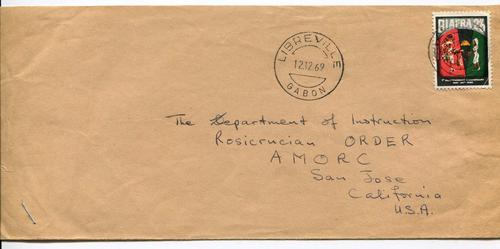 BIAFRA
LIBREVILLE
12.12.69
GABON
The Department of Instruction
Rosicrucian ORDER
AMORC
San Jose
California
U.S.A.